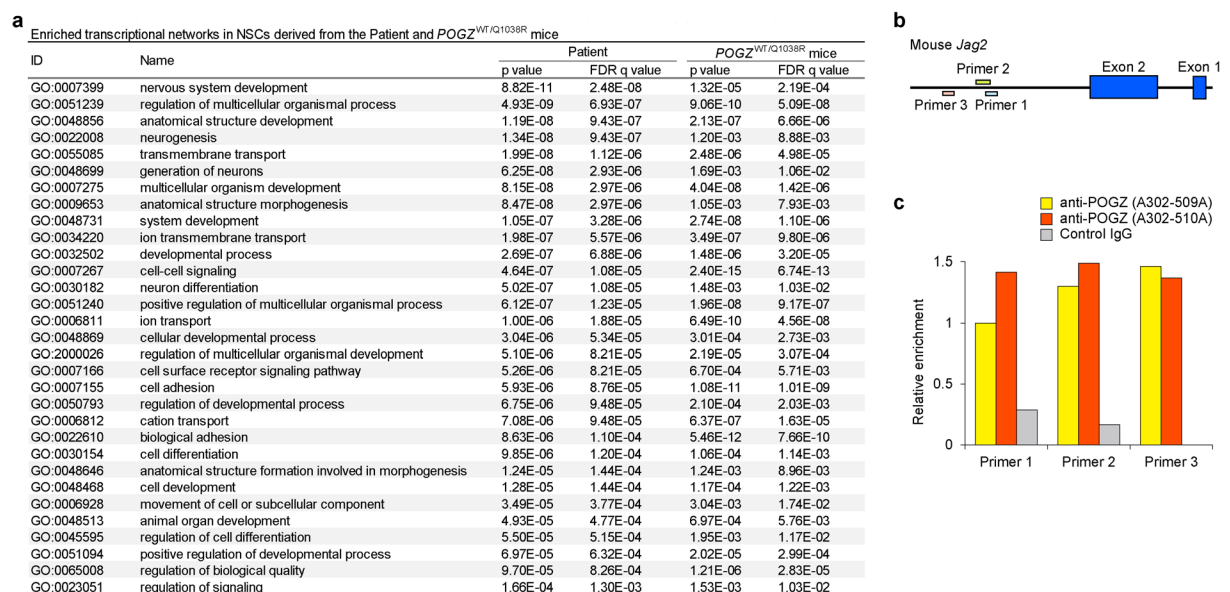 a
Enriched transcriptional networks in NSCs derived from the Patient and POGZ^WT/Q1038R mice
ID Name Patient POGZ^WT/Q1038R mice
p value FDR q value p value FDR q value
GO:0007399 nervous system development 8.82E-11 2.48E-08 1.32E-05 2.19E-04
GO:0051239 regulation of multicellular organismal process 4.93E-09 6.93E-07 9.06E-10 5.09E-08
GO:0048856 anatomical structure development 1.19E-08 9.43E-07 2.13E-07 6.66E-06
GO:0022008 neurogenesis 1.34E-08 9.43E-07 1.20E-03 8.88E-03
GO:0055085 transmembrane transport 1.99E-08 1.12E-06 2.48E-06 4.98E-05
GO:0048699 generation of neurons 6.25E-08 2.93E-06 1.69E-03 1.06E-02
GO:0007275 multicellular organism development 8.15E-08 2.97E-06 4.04E-08 1.42E-06
GO:0009653 anatomical structure morphogenesis 8.47E-08 2.97E-06 1.05E-03 7.93E-03
GO:0048731 system development 1.05E-07 3.28E-06 2.74E-08 1.10E-06
GO:0034220 ion transmembrane transport 1.98E-07 5.57E-06 3.49E-07 9.80E-06
GO:0032502 developmental process 2.69E-07 6.88E-06 1.48E-06 3.20E-05
GO:0007267 cell-cell signaling 4.64E-07 1.08E-05 2.40E-15 6.74E-13
GO:0030182 neuron differentiation 5.02E-07 1.08E-05 1.48E-03 1.03E-02
GO:0051240 positive regulation of multicellular organismal process 6.12E-07 1.23E-05 1.96E-08 9.17E-07
GO:0006811 ion transport 1.00E-06 1.88E-05 6.49E-10 4.56E-08
GO:0048869 cellular developmental process 3.04E-06 5.34E-05 3.01E-04 2.73E-03
GO:2000026 regulation of multicellular organismal development 5.10E-06 8.21E-05 2.19E-05 3.07E-04
GO:0007166 cell surface receptor signaling pathway 5.26E-06 8.21E-05 6.70E-04 5.71E-03
GO:0007155 cell adhesion 5.93E-06 8.76E-05 1.08E-11 1.01E-09
GO:0050793 regulation of developmental process 6.75E-06 9.48E-05 2.10E-04 2.03E-03
GO:0006812 cation transport 7.08E-06 9.48E-05 6.37E-07 1.63E-05
GO:0022610 biological adhesion 8.63E-06 1.10E-04 5.46E-12 7.66E-10
GO:0030154 cell differentiation 9.85E-06 1.20E-04 1.06E-04 1.14E-03
GO:0048646 anatomical structure formation involved in morphogenesis 1.24E-05 1.44E-04 1.24E-03 8.96E-03
GO:0048468 cell development 1.28E-05 1.44E-04 1.17E-04 1.22E-03
GO:0006928 movement of cell or subcellular component 3.49E-05 3.77E-04 3.04E-03 1.74E-02
GO:0048513 animal organ development 4.93E-05 4.77E-04 6.97E-04 5.76E-03
GO:0045595 regulation of cell differentiation 5.50E-05 5.15E-04 1.95E-03 1.17E-02
GO:0051094 positive regulation of developmental process 6.97E-05 6.32E-04 2.02E-05 2.99E-04
GO:0065008 regulation of biological quality 9.70E-05 8.26E-04 1.21E-06 2.83E-05
GO:0023051 regulation of signaling 1.66E-04 1.30E-03 1.53E-03 1.03E-02
b
Mouse Jag2
Primer 2 Exon 2 Exon 1
Primer 3 Primer 1
c
anti-POGZ (A302-509A)
anti-POGZ (A302-510A)
Control IgG
Relative enrichment
1.5
1
0.5
0
Primer 1 Primer 2 Primer 3